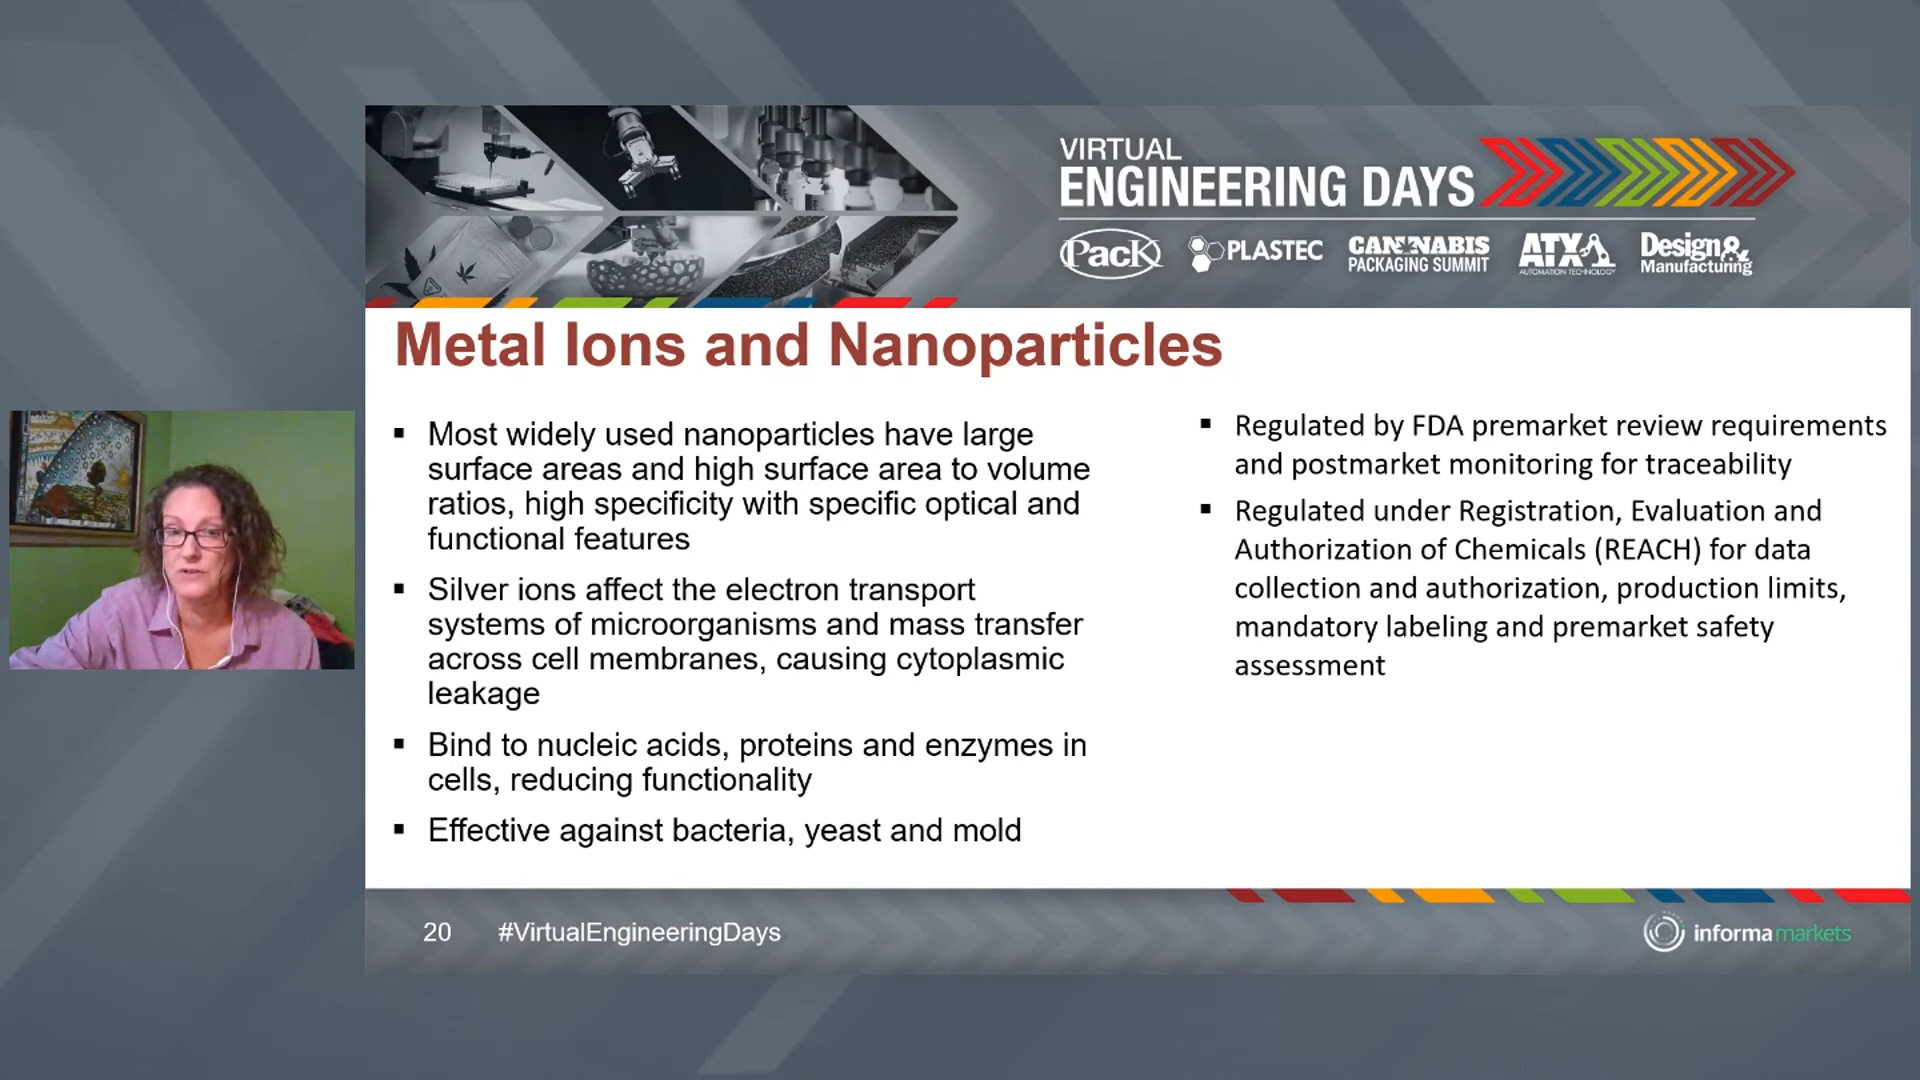 VIRTUAL
ENGINEERING DAYS
PacK
PLASTEC
CANNABIS
PACKAGING SUMMIT
ATX
AUTOMATION TECHNOLOGY
Design &
Manufacturing
Metal Ions and Nanoparticles
▪ Most widely used nanoparticles have large
surface areas and high surface area to volume
ratios, high specificity with specific optical and
functional features
▪ Silver ions affect the electron transport
systems of microorganisms and mass transfer
across cell membranes, causing cytoplasmic
leakage
▪ Bind to nucleic acids, proteins and enzymes in
cells, reducing functionality
▪ Effective against bacteria, yeast and mold
▪ Regulated by FDA premarket review requirements
and postmarket monitoring for traceability
▪ Regulated under Registration, Evaluation and
Authorization of Chemicals (REACH) for data
collection and authorization, production limits,
mandatory labeling and premarket safety
assessment
20 #VirtualEngineeringDays
informa markets